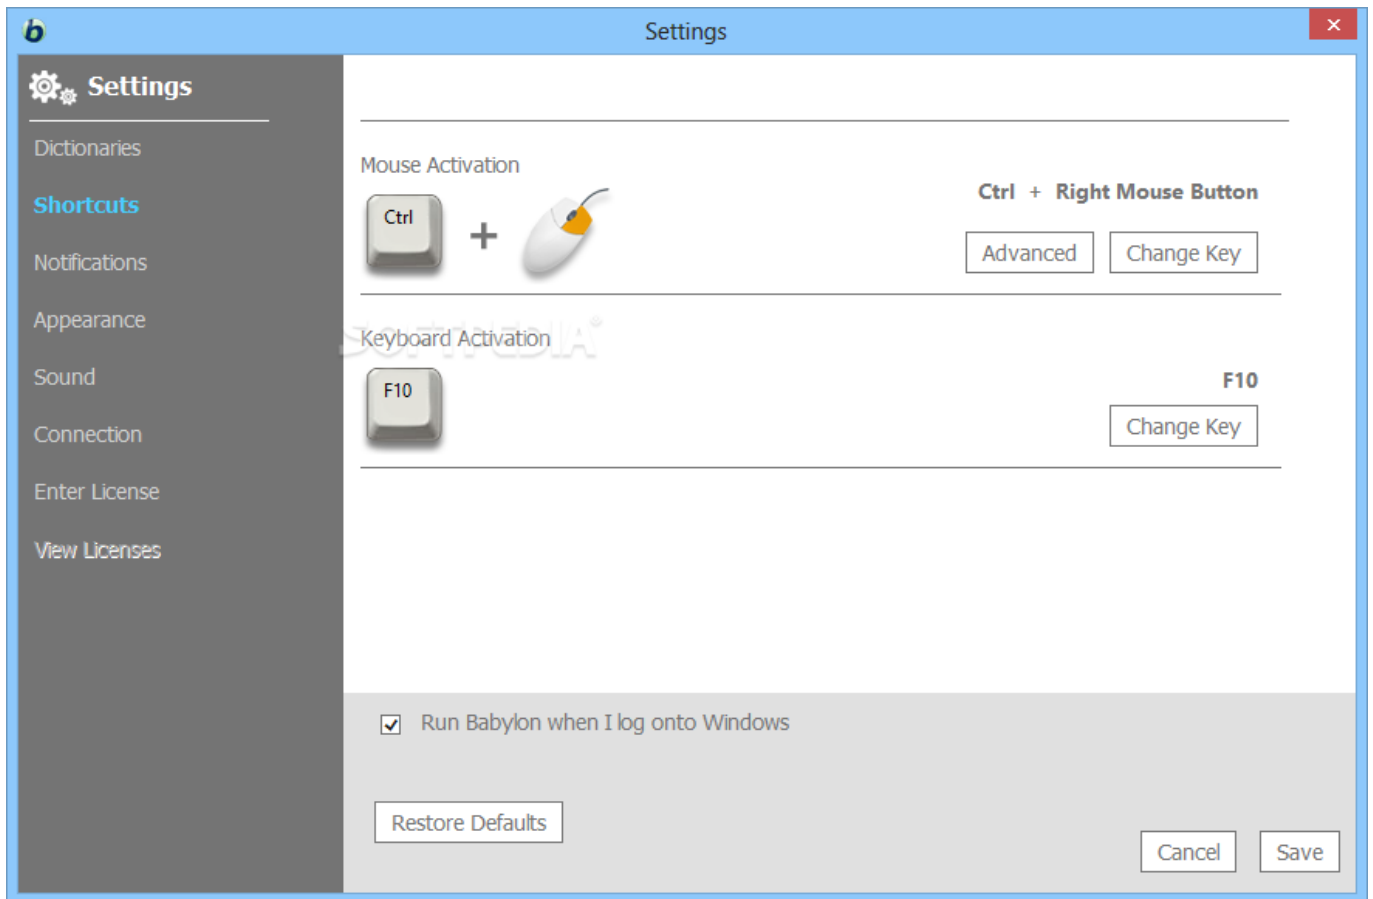 b
Settings
Settings
Dictionaries
Shortcuts
Notifications
Appearance
Sound
Connection
Enter License
View Licenses
Mouse Activation
Ctrl
+
Ctrl + Right Mouse Button
Advanced
Change Key
SOFTPEDIA®
Keyboard Activation
F10
F10
Change Key
Run Babylon when I log onto Windows
Restore Defaults
Cancel
Save